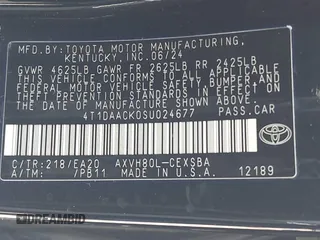 MFD.BY:TOYOTA MOTOR MANUFACTURING,
KENTUCKY,INC.06/24
GVWR 4625LB GAWR FR 2625LB RR 2425LB
THIS VEHICLE CONFORMS TO ALL APPLICABLE
FEDERAL MOTOR VEHICLE SAFETY, BUMPER,
AND THEFT PREVENTION STANDARDS IN EFFECT
ON THE DATE OF MANUFACTURE SHOWN ABOVE.
4T1DAACK0SU024677 PASS.CAR
C/TR:218/EA20 AXVH80L-CEXSBA
A/TM: /PB11 MADE IN U.S.A.
12189
TOYOTA
DREAMBID